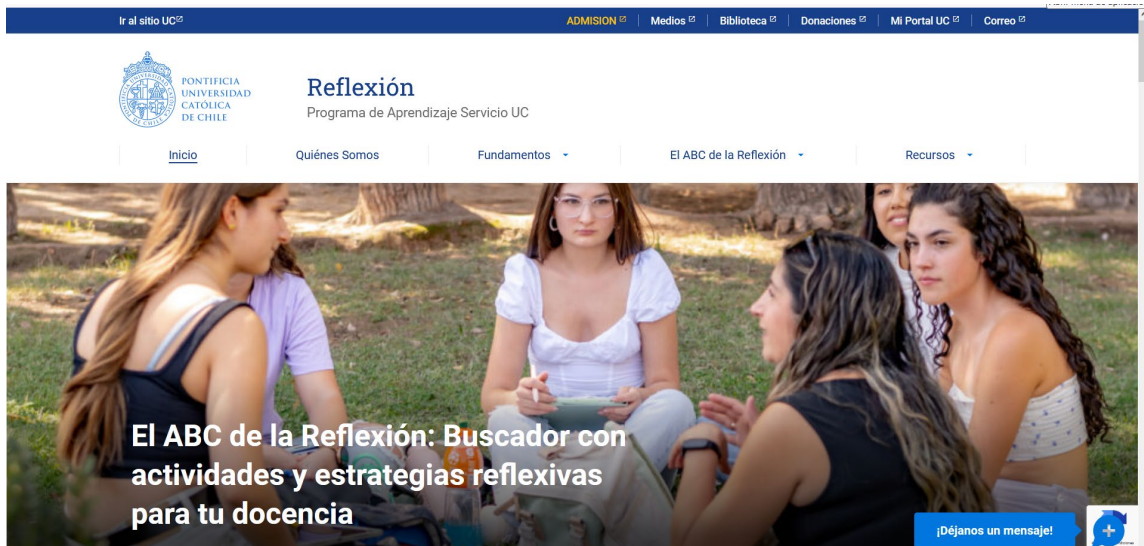 Ir al sitio UC
ADMISION
Medios
Biblioteca
Donaciones
Mi Portal UC
Correo
PONTIFICIA
UNIVERSIDAD
CATÓLICA
DE CHILE
Reflexión
Programa de Aprendizaje Servicio UC
Inicio
Quiénes Somos
Fundamentos
El ABC de la Reflexión
Recursos
El ABC de la Reflexión: Buscador con
actividades y estrategias reflexivas
para tu docencia
¡Déjanos un mensaje!